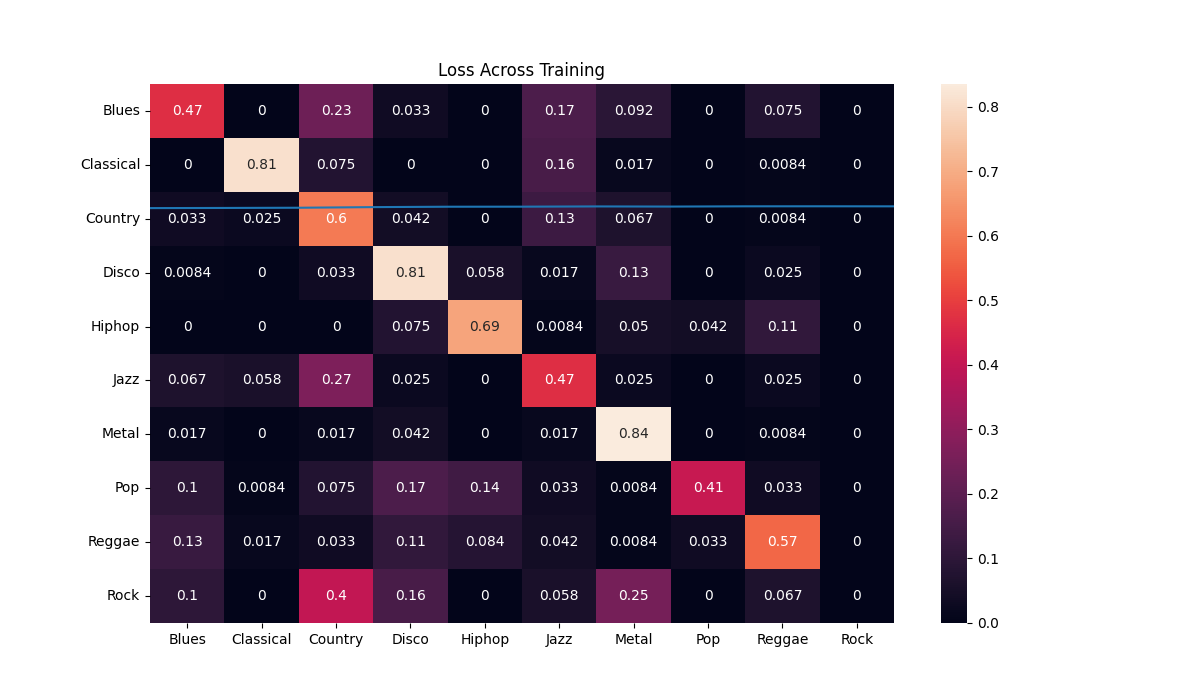 Loss Across Training
Blues 0.47 0 0.23 0.033 0 0.17 0.092 0 0.075 0
Classical 0 0.81 0.075 0 0 0.16 0.017 0 0.0084 0
Country 0.033 0.025 0.6 0.042 0 0.13 0.067 0 0.0084 0
Disco 0.0084 0 0.033 0.81 0.058 0.017 0.13 0 0.025 0
Hiphop 0 0 0 0.075 0.69 0.0084 0.05 0.042 0.11 0
Jazz 0.067 0.058 0.27 0.025 0 0.47 0.025 0 0.025 0
Metal 0.017 0 0.017 0.042 0 0.017 0.84 0 0.0084 0
Pop 0.1 0.0084 0.075 0.17 0.14 0.033 0.0084 0.41 0.033 0
Reggae 0.13 0.017 0.033 0.11 0.084 0.042 0.0084 0.033 0.57 0
Rock 0.1 0 0.4 0.16 0 0.058 0.25 0 0.067 0
Blues Classical Country Disco Hiphop Jazz Metal Pop Reggae Rock
0.8
0.7
0.6
0.5
0.4
0.3
0.2
0.1
0.0